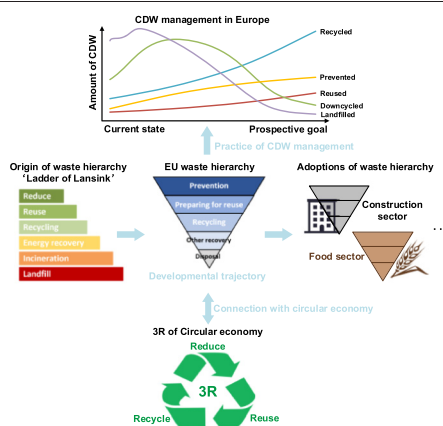 CDW management in Europe
Amount of CDW
Recycled
Prevented
Reused
Downcycled
Landfilled
Current state
Prospective goal
Practice of CDW management
Origin of waste hierarchy
‘Ladder of Lansink’
Reduce
Reuse
Recycling
Energy recovery
Incineration
Landfill
EU waste hierarchy
Prevention
Preparing for reuse
Recycling
Other recovery
Disposal
Developmental trajectory
Adoptions of waste hierarchy
Construction
sector
Food sector
Connection with circular economy
3R of Circular economy
Reduce
3R
Recycle
Reuse